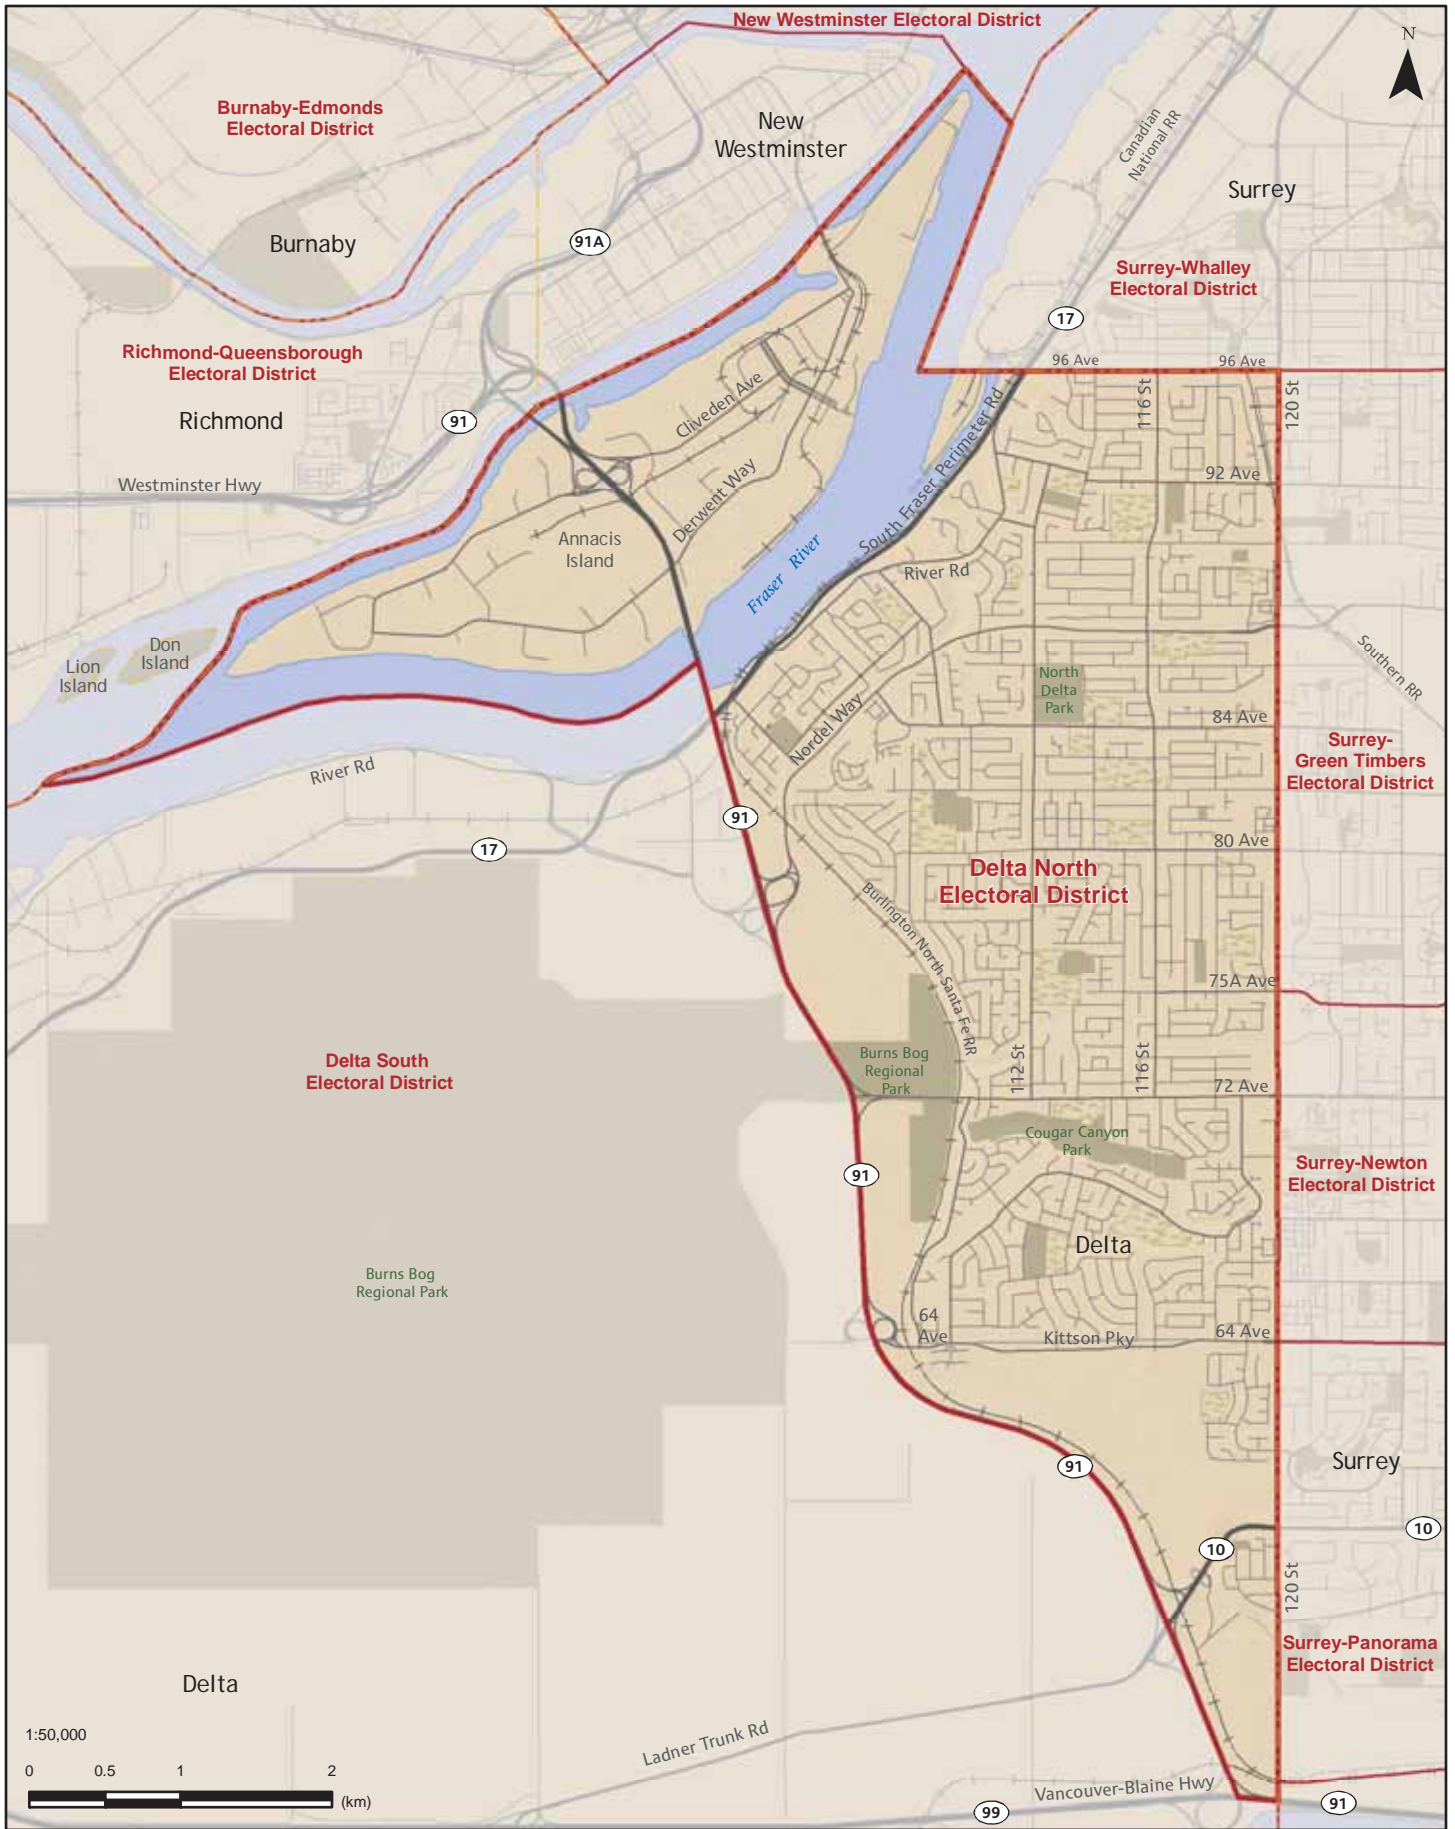 New Westminster Electoral District
N
Burnaby-Edmonds
Electoral District
New
Westminster
Canadian
National RR
Surrey
Burnaby
91A
Surrey-Whalley
Electoral District
17
Richmond-Queensborough
Electoral District
96 Ave
96 Ave
Richmond
91
Cliveden Ave
116 St
120 St
Westminster Hwy
Derwent Way
South Fraser Perimeter Rd
92 Ave
Annacis
Island
Fraser River
River Rd
Don
Island
Lion
Island
Southern RR
North
Delta
Park
Nordel Way
84 Ave
River Rd
Surrey-
Green Timbers
Electoral District
91
17
80 Ave
Delta North
Electoral District
Burlington North Santa Fe RR
75A Ave
Delta South
Electoral District
Burns Bog
Regional
Park
112 St
116 St
72 Ave
Cougar Canyon
Park
91
Surrey-Newton
Electoral District
Delta
Burns Bog
Regional Park
64
Ave
Kittson Pky
64 Ave
91
Surrey
10
10
120 St
Surrey-Panorama
Electoral District
Delta
1:50,000
Ladner Trunk Rd
0 0.5 1 2
(km)
Vancouver-Blaine Hwy
99
91